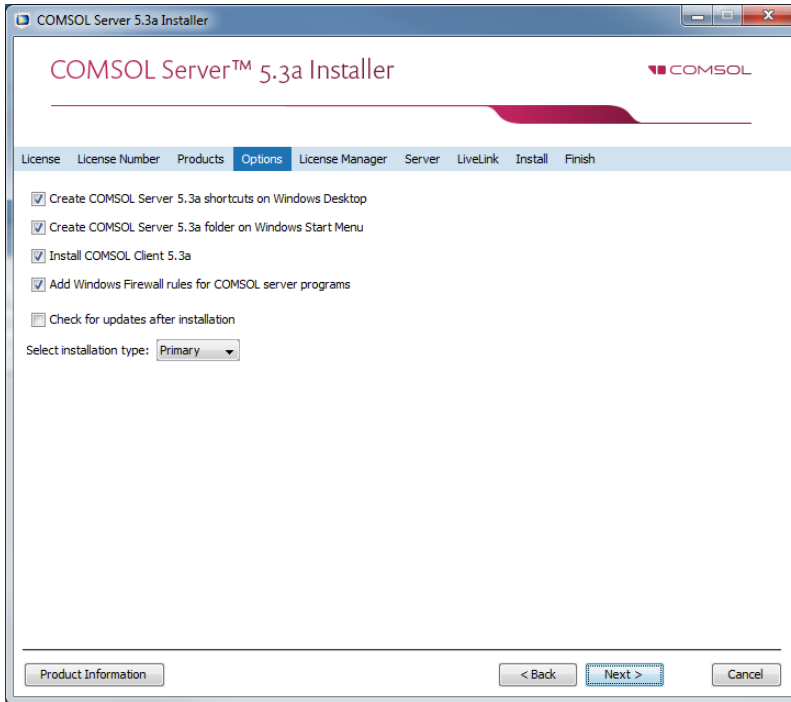 COMSOL Server 5.3a Installer
COMSOL Server™ 5.3a Installer
COMSOL
License License Number Products Options License Manager Server LiveLink Install Finish
Create COMSOL Server 5.3a shortcuts on Windows Desktop
Create COMSOL Server 5.3a folder on Windows Start Menu
Install COMSOL Client 5.3a
Add Windows Firewall rules for COMSOL server programs
Check for updates after installation
Select installation type: Primary
Product Information < Back Next > Cancel